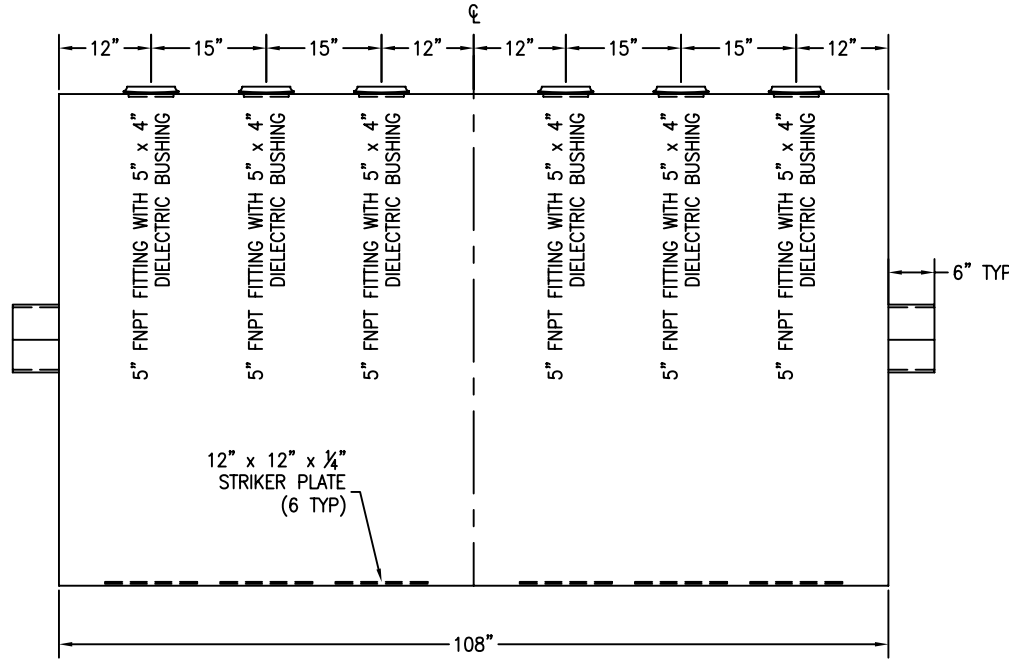 ℄
12" 15" 15" 12" 12" 15" 15" 12"
5" FNPT FITTING WITH 5" x 4"
DIELECTRIC BUSHING
5" FNPT FITTING WITH 5" x 4"
DIELECTRIC BUSHING
5" FNPT FITTING WITH 5" x 4"
DIELECTRIC BUSHING
5" FNPT FITTING WITH 5" x 4"
DIELECTRIC BUSHING
5" FNPT FITTING WITH 5" x 4"
DIELECTRIC BUSHING
5" FNPT FITTING WITH 5" x 4"
DIELECTRIC BUSHING
6" TYP
12" x 12" x ¼"
STRIKER PLATE
(6 TYP)
108"